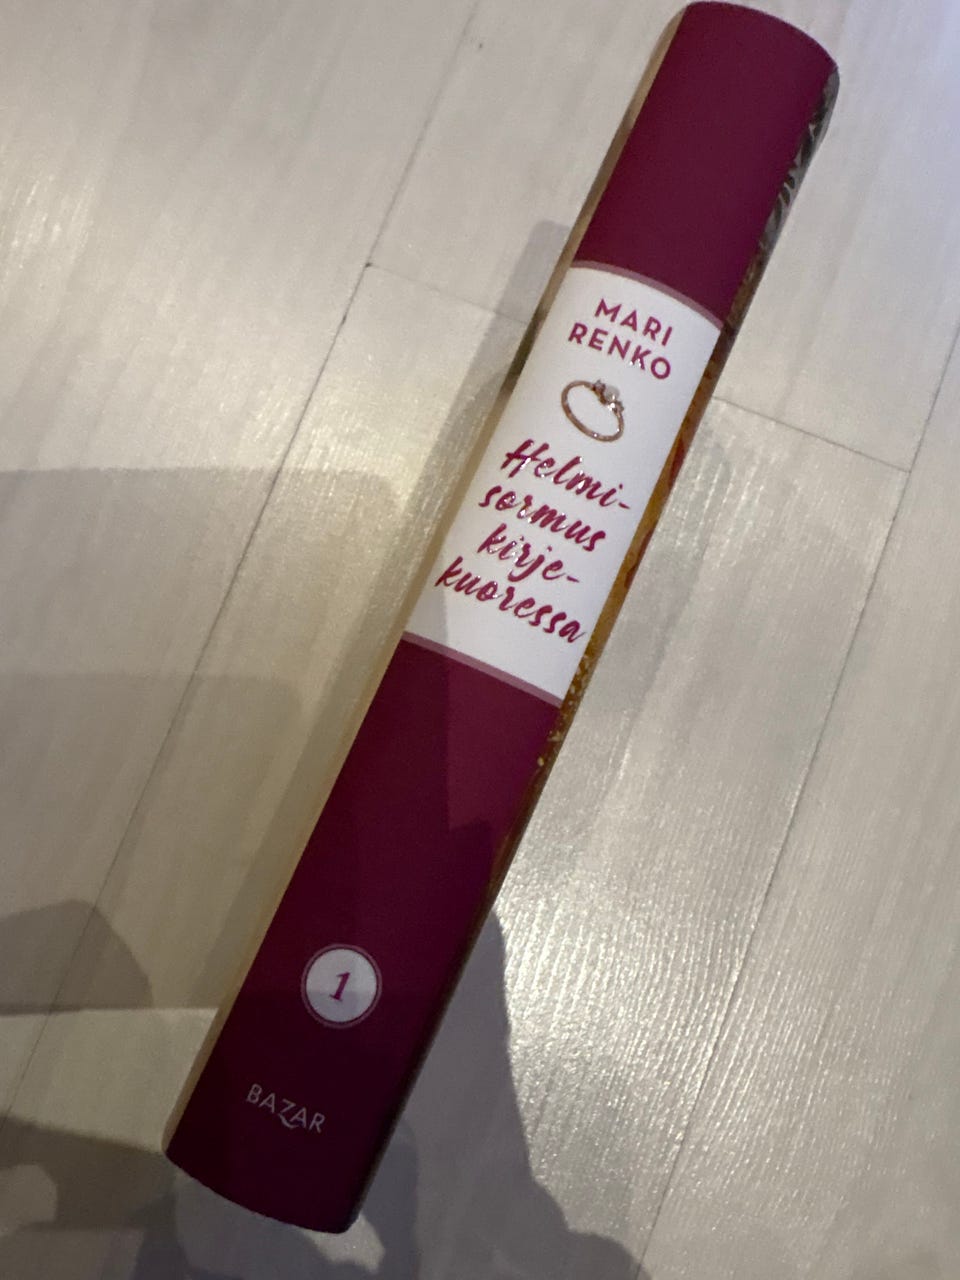 MARI
RENKO
Helmi-
sormus
kirje-
kuoressa
1
BAZAR